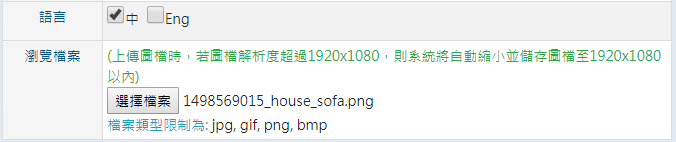 語言
中 Eng
瀏覽檔案
(上傳圖檔時，若圖檔解析度超過1920x1080，則系統將自動縮小並儲存圖檔至1920x1080
以內)
選擇檔案 1498569015_house_sofa.png
檔案類型限制為: jpg, gif, png, bmp